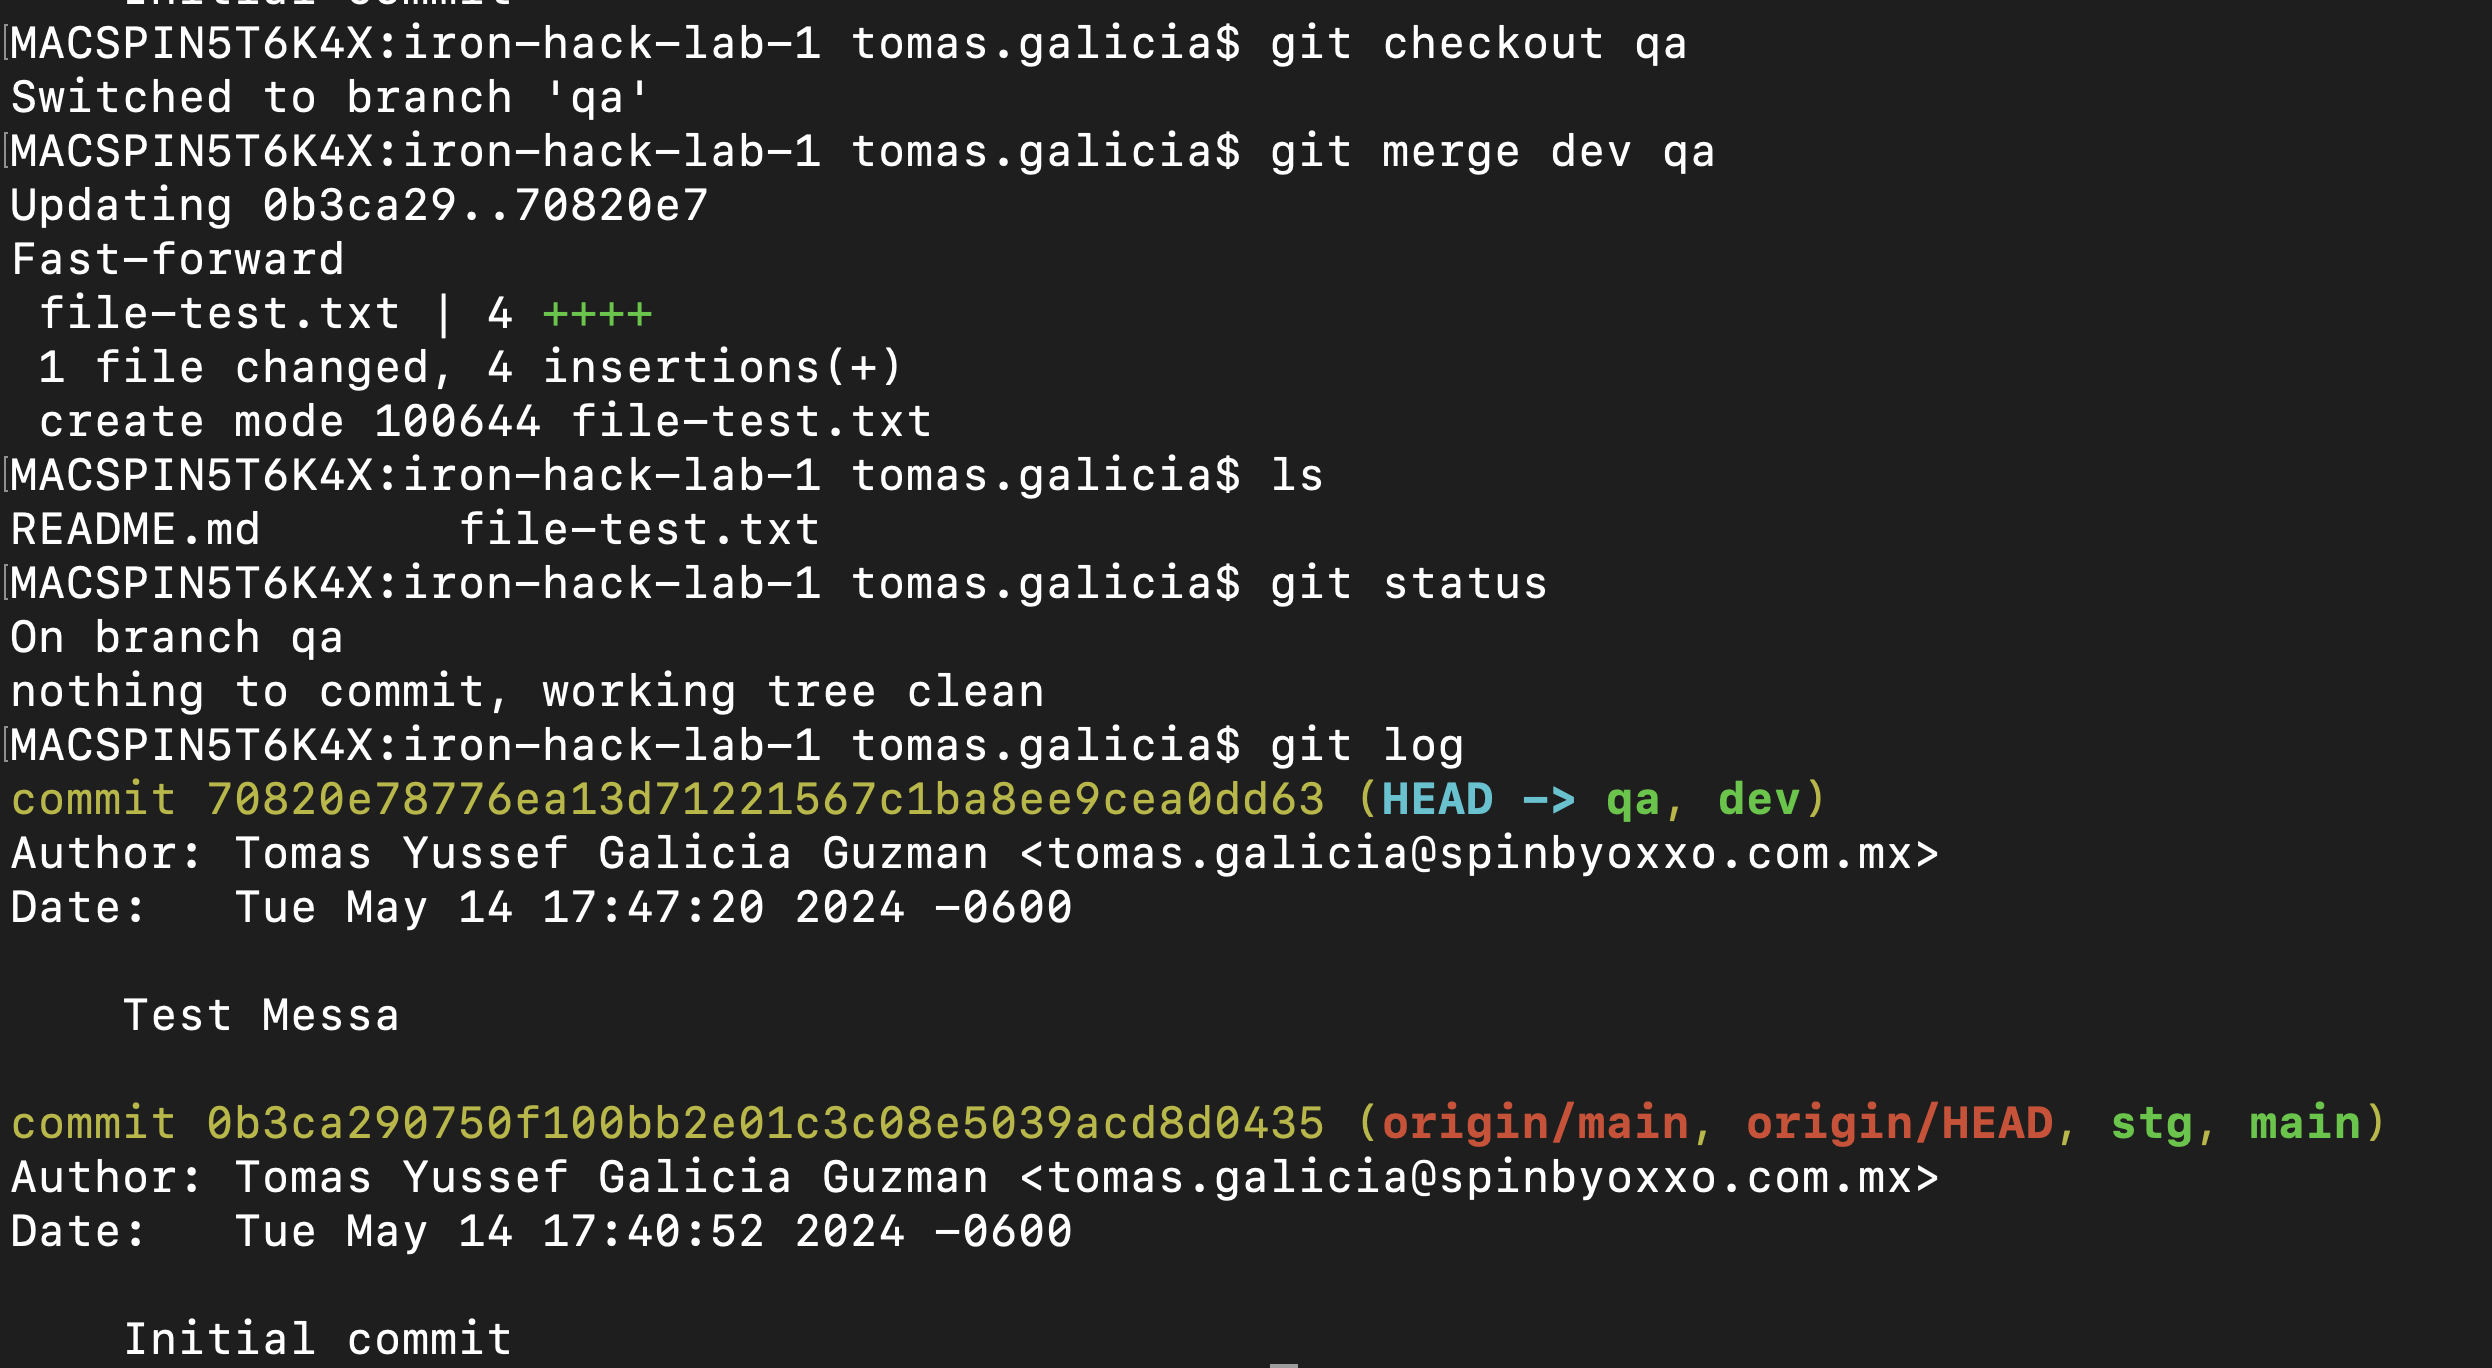 Initial commit
MACSPIN5T6K4X:iron-hack-lab-1 tomas.galicia$ git checkout qa
Switched to branch 'qa'
MACSPIN5T6K4X:iron-hack-lab-1 tomas.galicia$ git merge dev qa
Updating 0b3ca29..70820e7
Fast-forward
 file-test.txt | 4 ++++
 1 file changed, 4 insertions(+)
 create mode 100644 file-test.txt
MACSPIN5T6K4X:iron-hack-lab-1 tomas.galicia$ ls
README.md       file-test.txt
MACSPIN5T6K4X:iron-hack-lab-1 tomas.galicia$ git status
On branch qa
nothing to commit, working tree clean
MACSPIN5T6K4X:iron-hack-lab-1 tomas.galicia$ git log
commit 70820e78776ea13d71221567c1ba8ee9cea0dd63 (HEAD -> qa, dev)
Author: Tomas Yussef Galicia Guzman <tomas.galicia@spinbyoxxo.com.mx>
Date:   Tue May 14 17:47:20 2024 -0600
    Test Messa
commit 0b3ca290750f100bb2e01c3c08e5039acd8d0435 (origin/main, origin/HEAD, stg, main)
Author: Tomas Yussef Galicia Guzman <tomas.galicia@spinbyoxxo.com.mx>
Date:   Tue May 14 17:40:52 2024 -0600
    Initial commit